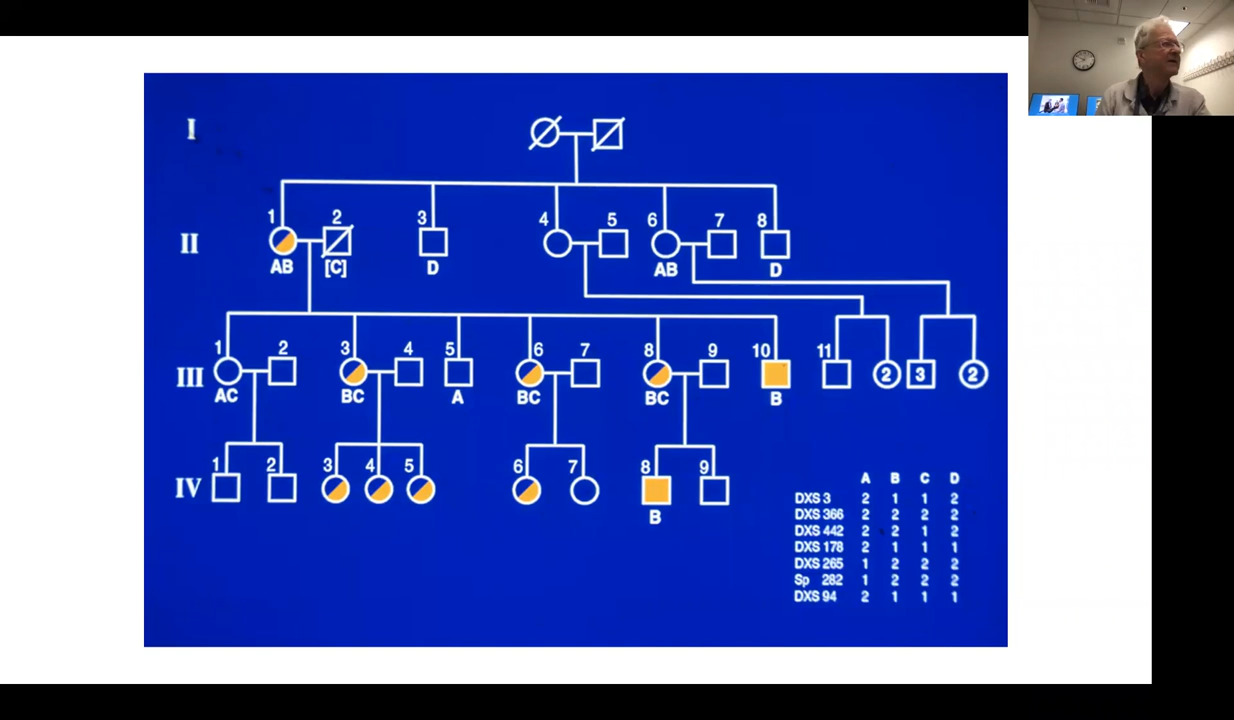 I
1 2 3 4 5 6 7 8
II
AB [C] D AB D
1 2 3 4 5 6 7 8 9 10 11
III 2 3 2
AC BC A BC BC B
1 2 3 4 5 6 7 8 9
IV
B
A B C D
DXS 3 2 1 1 2
DXS 366 2 2 2 2
DXS 442 2 2 1 2
DXS 178 2 1 1 1
DXS 265 1 2 2 2
Sp 282 1 2 2 2
DXS 94 2 1 1 1